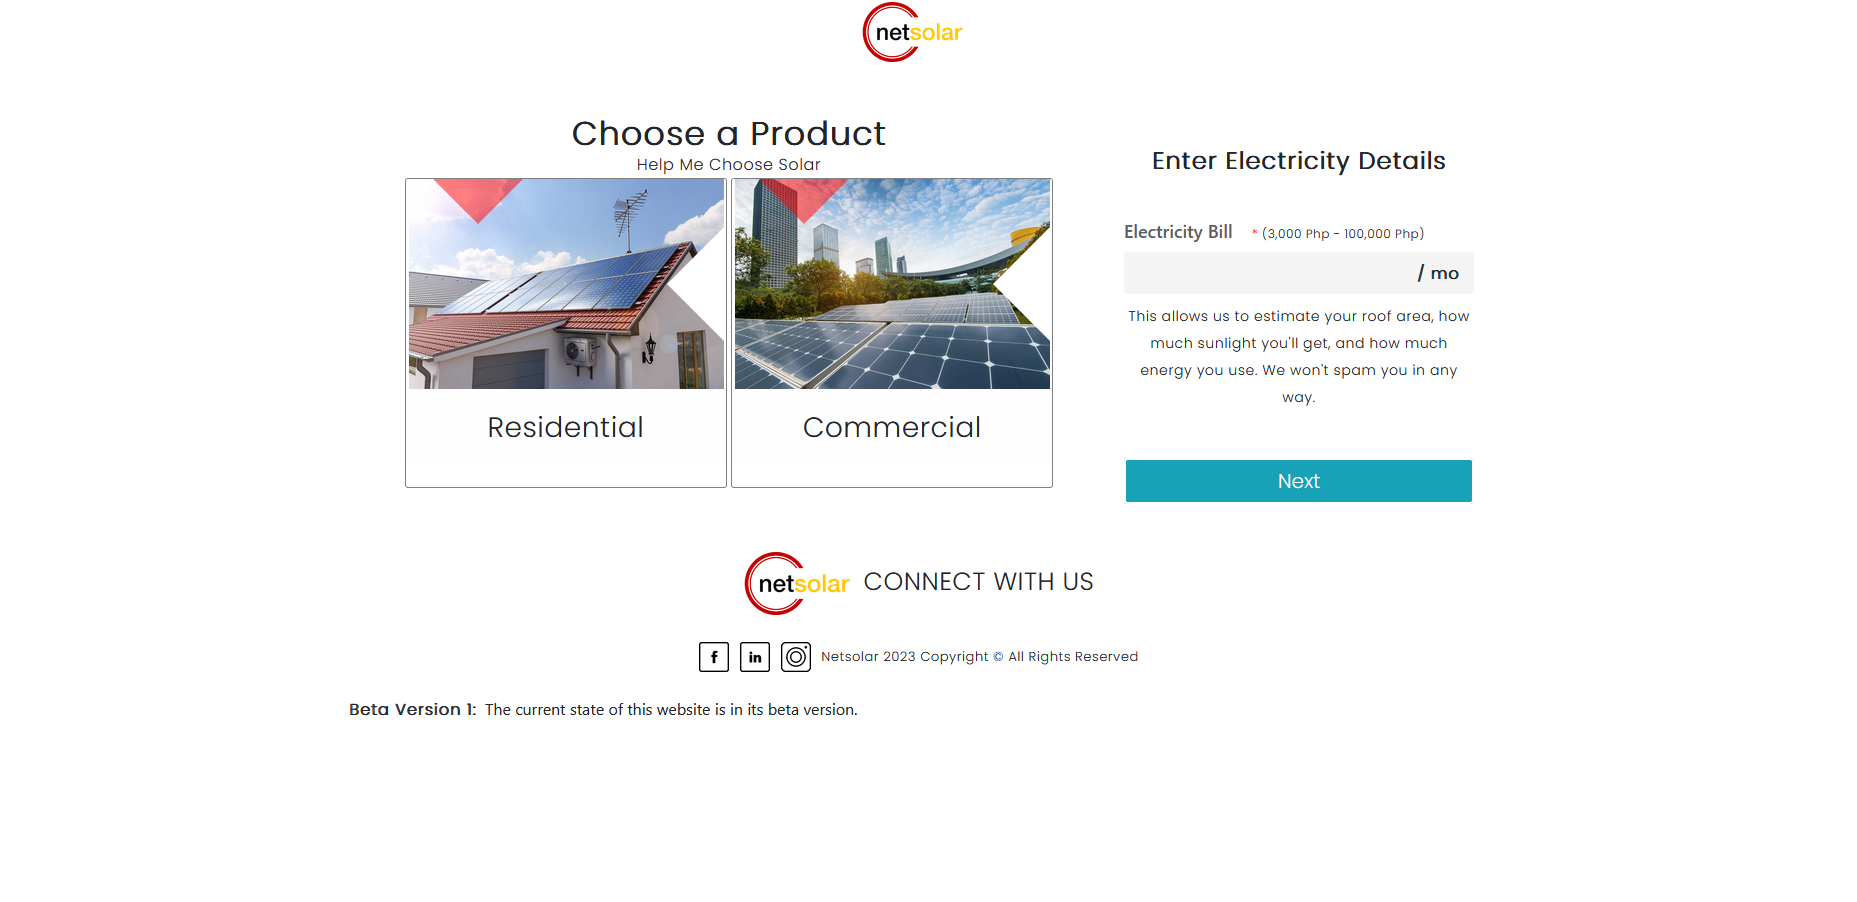 netsolar
Choose a Product
Help Me Choose Solar
Residential
Commercial
Enter Electricity Details
Electricity Bill * (3,000 Php - 100,000 Php)
/ mo
This allows us to estimate your roof area, how
much sunlight you'll get, and how much
energy you use. We won't spam you in any
way.
Next
netsolar CONNECT WITH US
f in Netsolar 2023 Copyright © All Rights Reserved
Beta Version 1: The current state of this website is in its beta version.